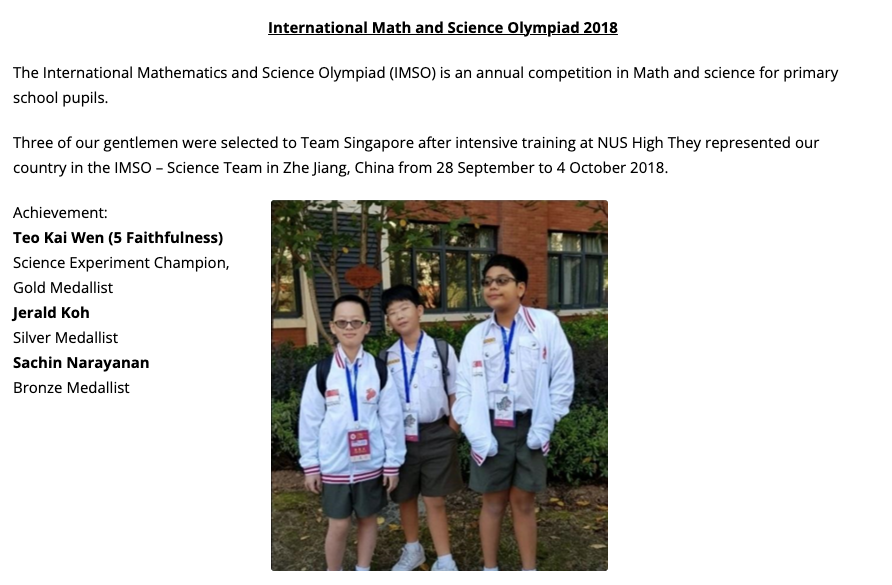 International Math and Science Olympiad 2018
The International Mathematics and Science Olympiad (IMSO) is an annual competition in Math and science for primary
school pupils.
Three of our gentlemen were selected to Team Singapore after intensive training at NUS High They represented our
country in the IMSO – Science Team in Zhe Jiang, China from 28 September to 4 October 2018.
Achievement:
Teo Kai Wen (5 Faithfulness)
Science Experiment Champion,
Gold Medallist
Jerald Koh
Silver Medallist
Sachin Narayanan
Bronze Medallist